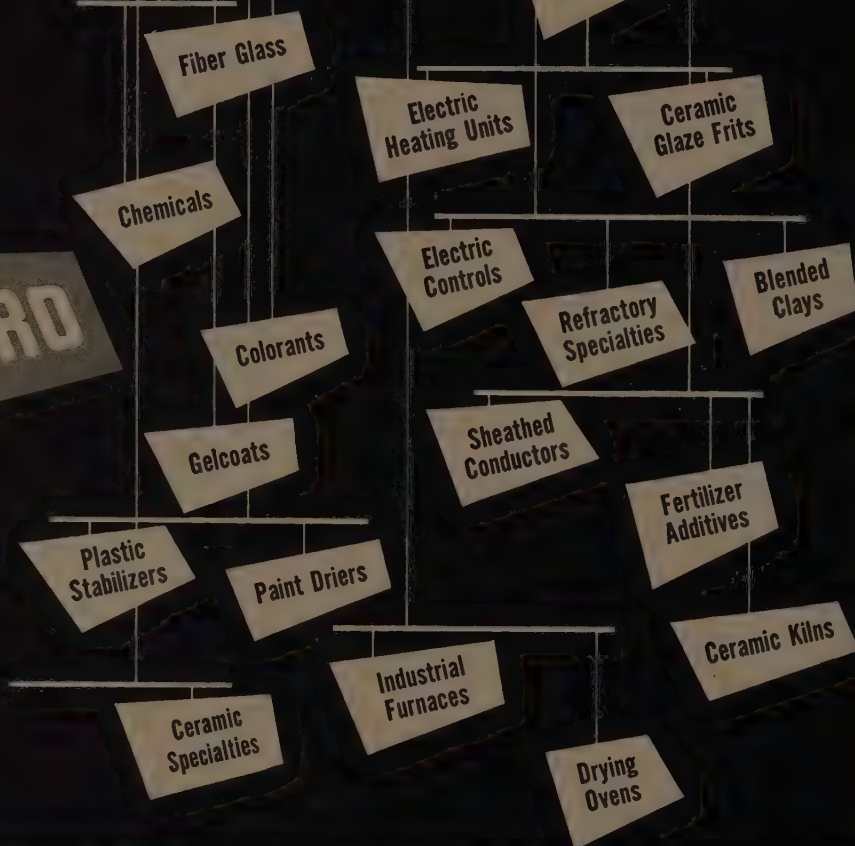 Fiber Glass
Electric
Heating Units
Ceramic
Glaze Frits
Chemicals
Electric
Controls
Blended
Clays
RO
Refractory
Specialties
Colorants
Sheathed
Conductors
Gelcoats
Fertilizer
Additives
Plastic
Stabilizers
Paint Driers
Ceramic Kilns
Industrial
Furnaces
Ceramic
Specialties
Drying
Ovens